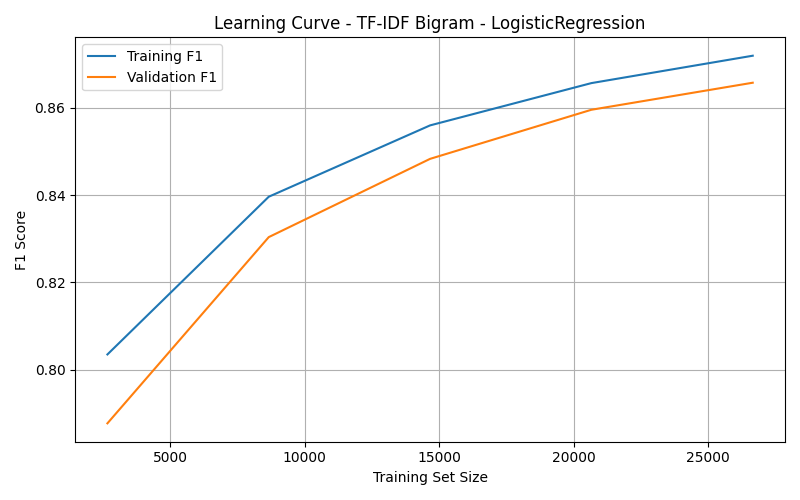 Learning Curve - TF-IDF Bigram - LogisticRegression
Training F1
Validation F1
F1 Score
0.86
0.84
0.82
0.80
5000 10000 15000 20000 25000
Training Set Size